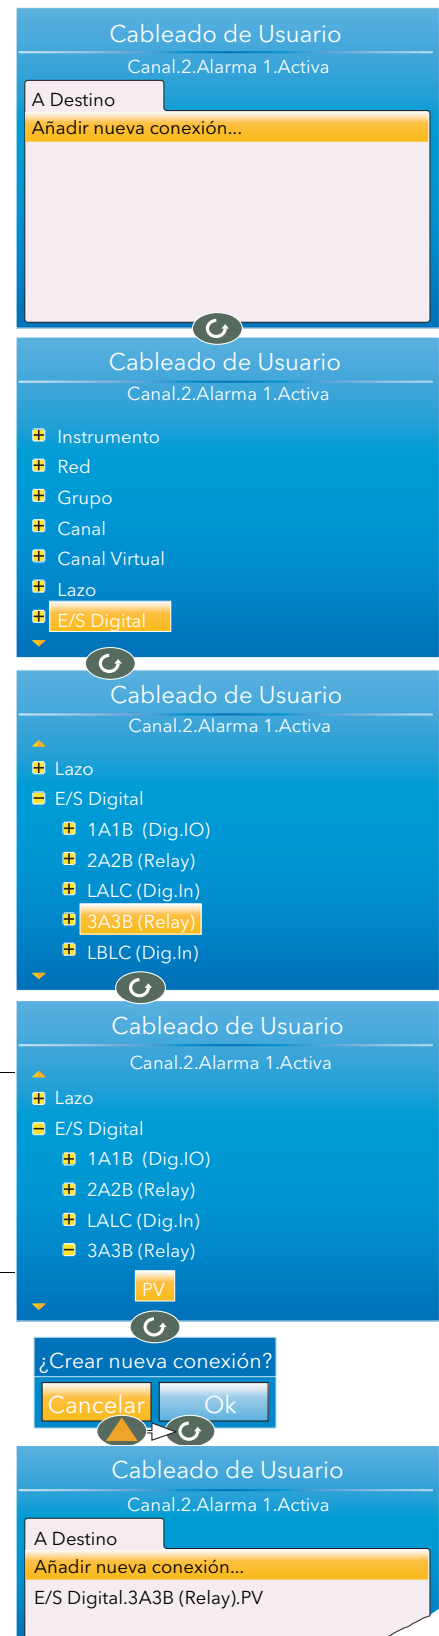 Cableado de Usuario
Canal.2.Alarma 1.Activa
A Destino
Añadir nueva conexión...
Cableado de Usuario
Canal.2.Alarma 1.Activa
Instrumento
Red
Grupo
Canal
Canal Virtual
Lazo
E/S Digital
Cableado de Usuario
Canal.2.Alarma 1.Activa
Lazo
E/S Digital
1A1B (Dig.IO)
2A2B (Relay)
LALC (Dig.In)
3A3B (Relay)
LBLC (Dig.In)
Cableado de Usuario
Canal.2.Alarma 1.Activa
Lazo
E/S Digital
1A1B (Dig.IO)
2A2B (Relay)
LALC (Dig.In)
3A3B (Relay)
PV
¿Crear nueva conexión?
Cancelar Ok
Cableado de Usuario
Canal.2.Alarma 1.Activa
A Destino
Añadir nueva conexión...
E/S Digital.3A3B (Relay).PV